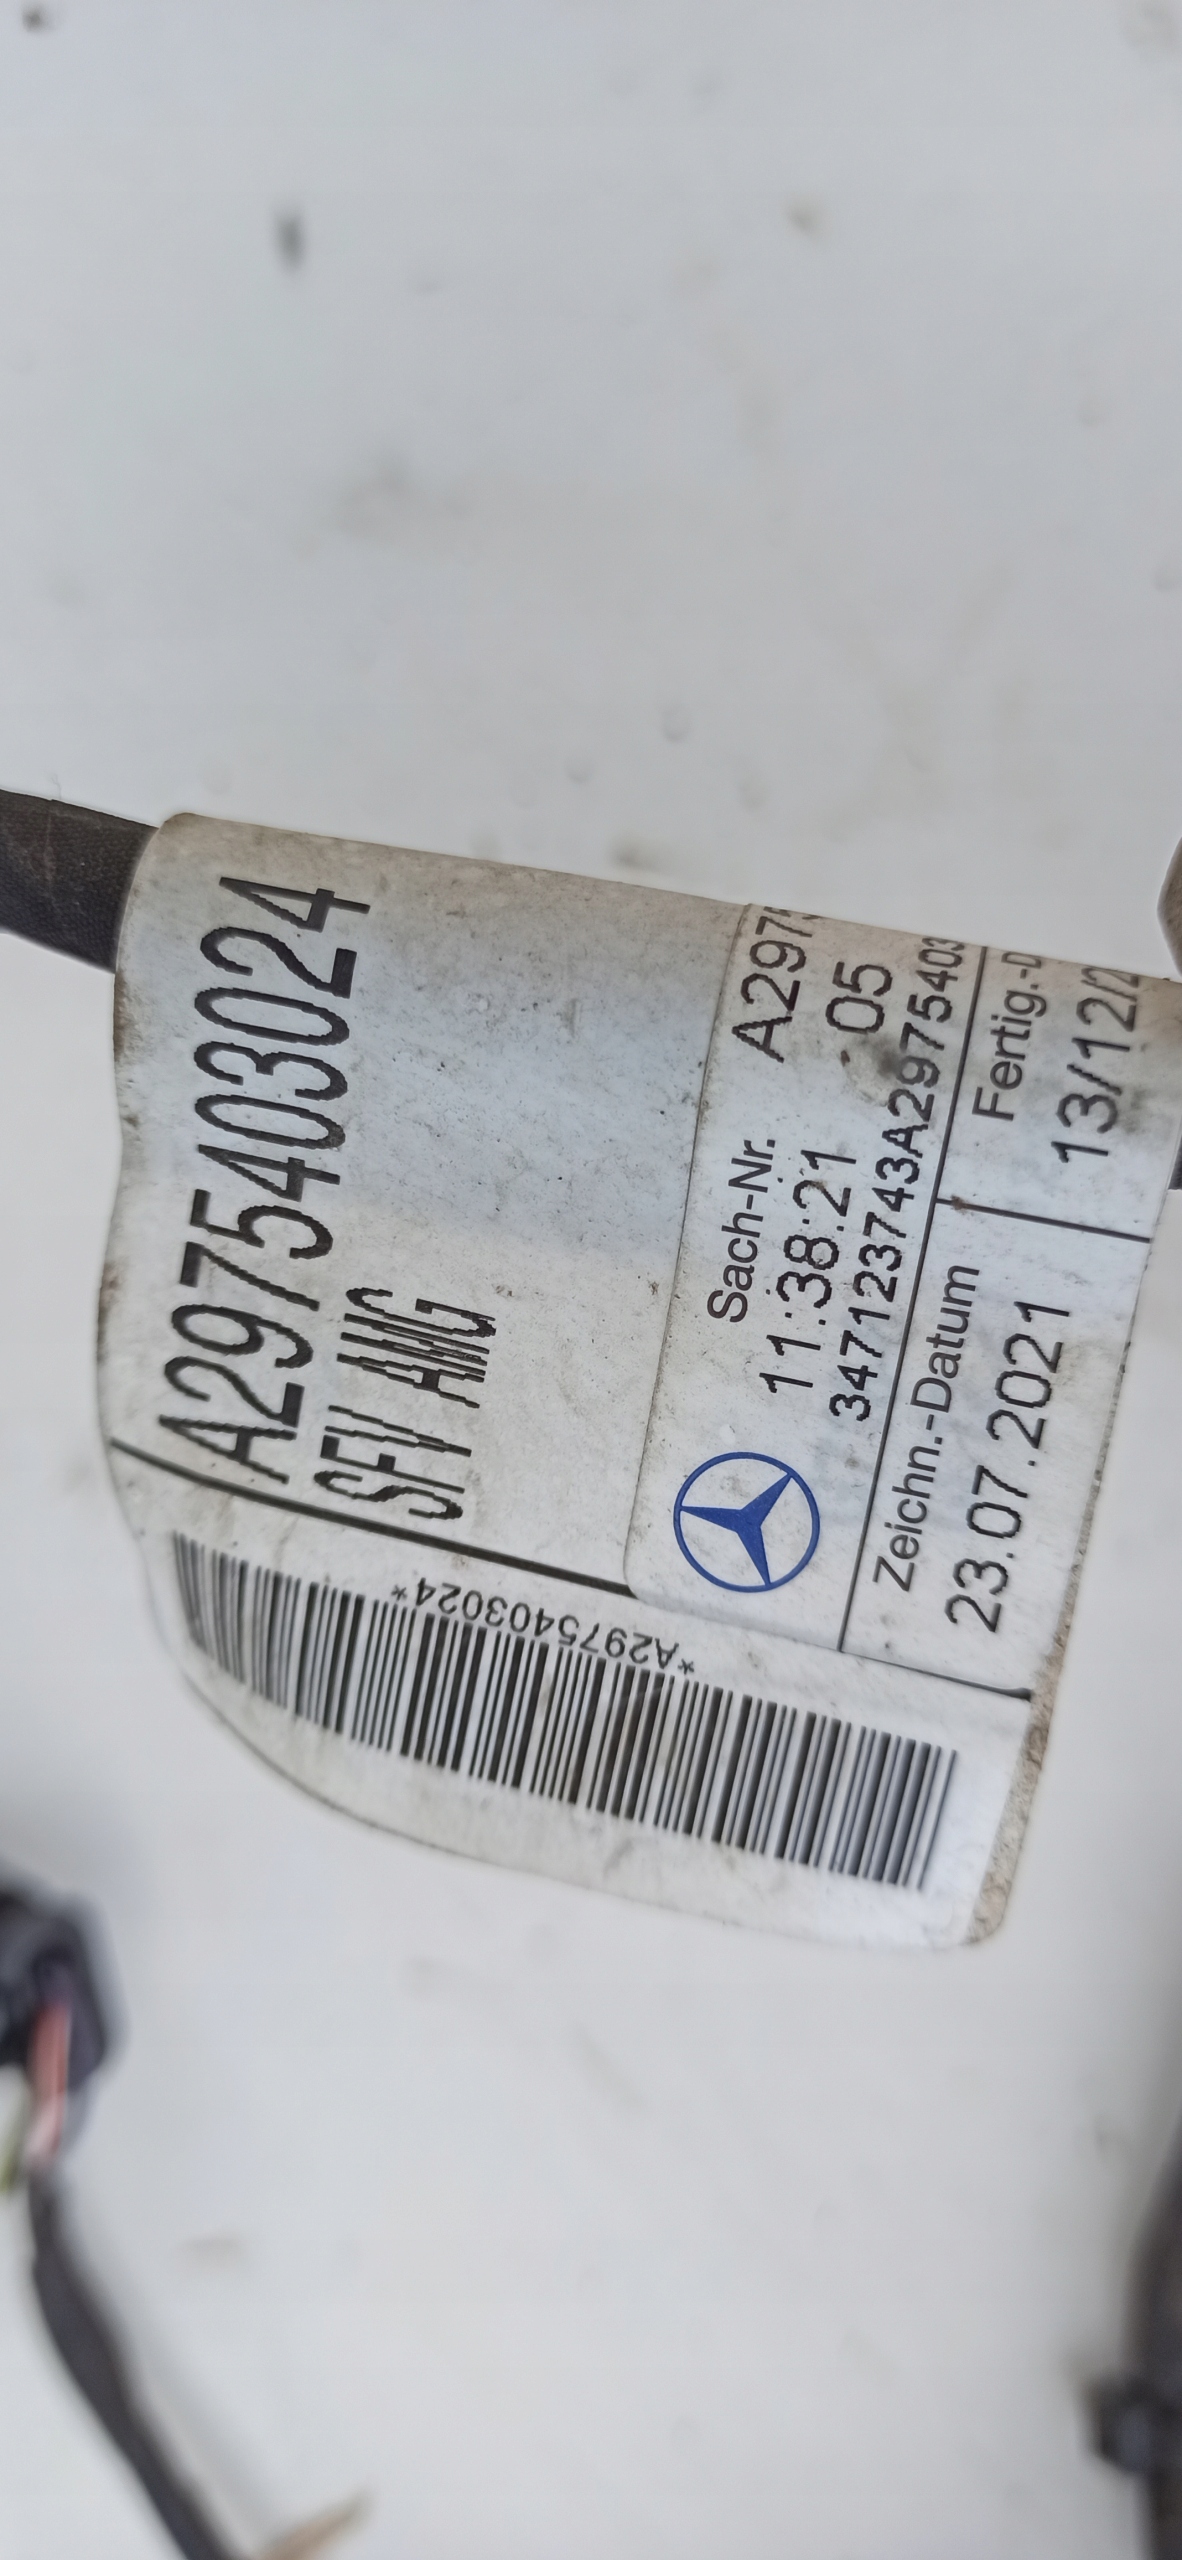 A2975403024
SFV AMG
Sach-Nr. A297
11:38:21 05
347123743A2975403
Zeichn.-Datum Fertig.-D
23.07.2021 13/12/2
*A2975403024*